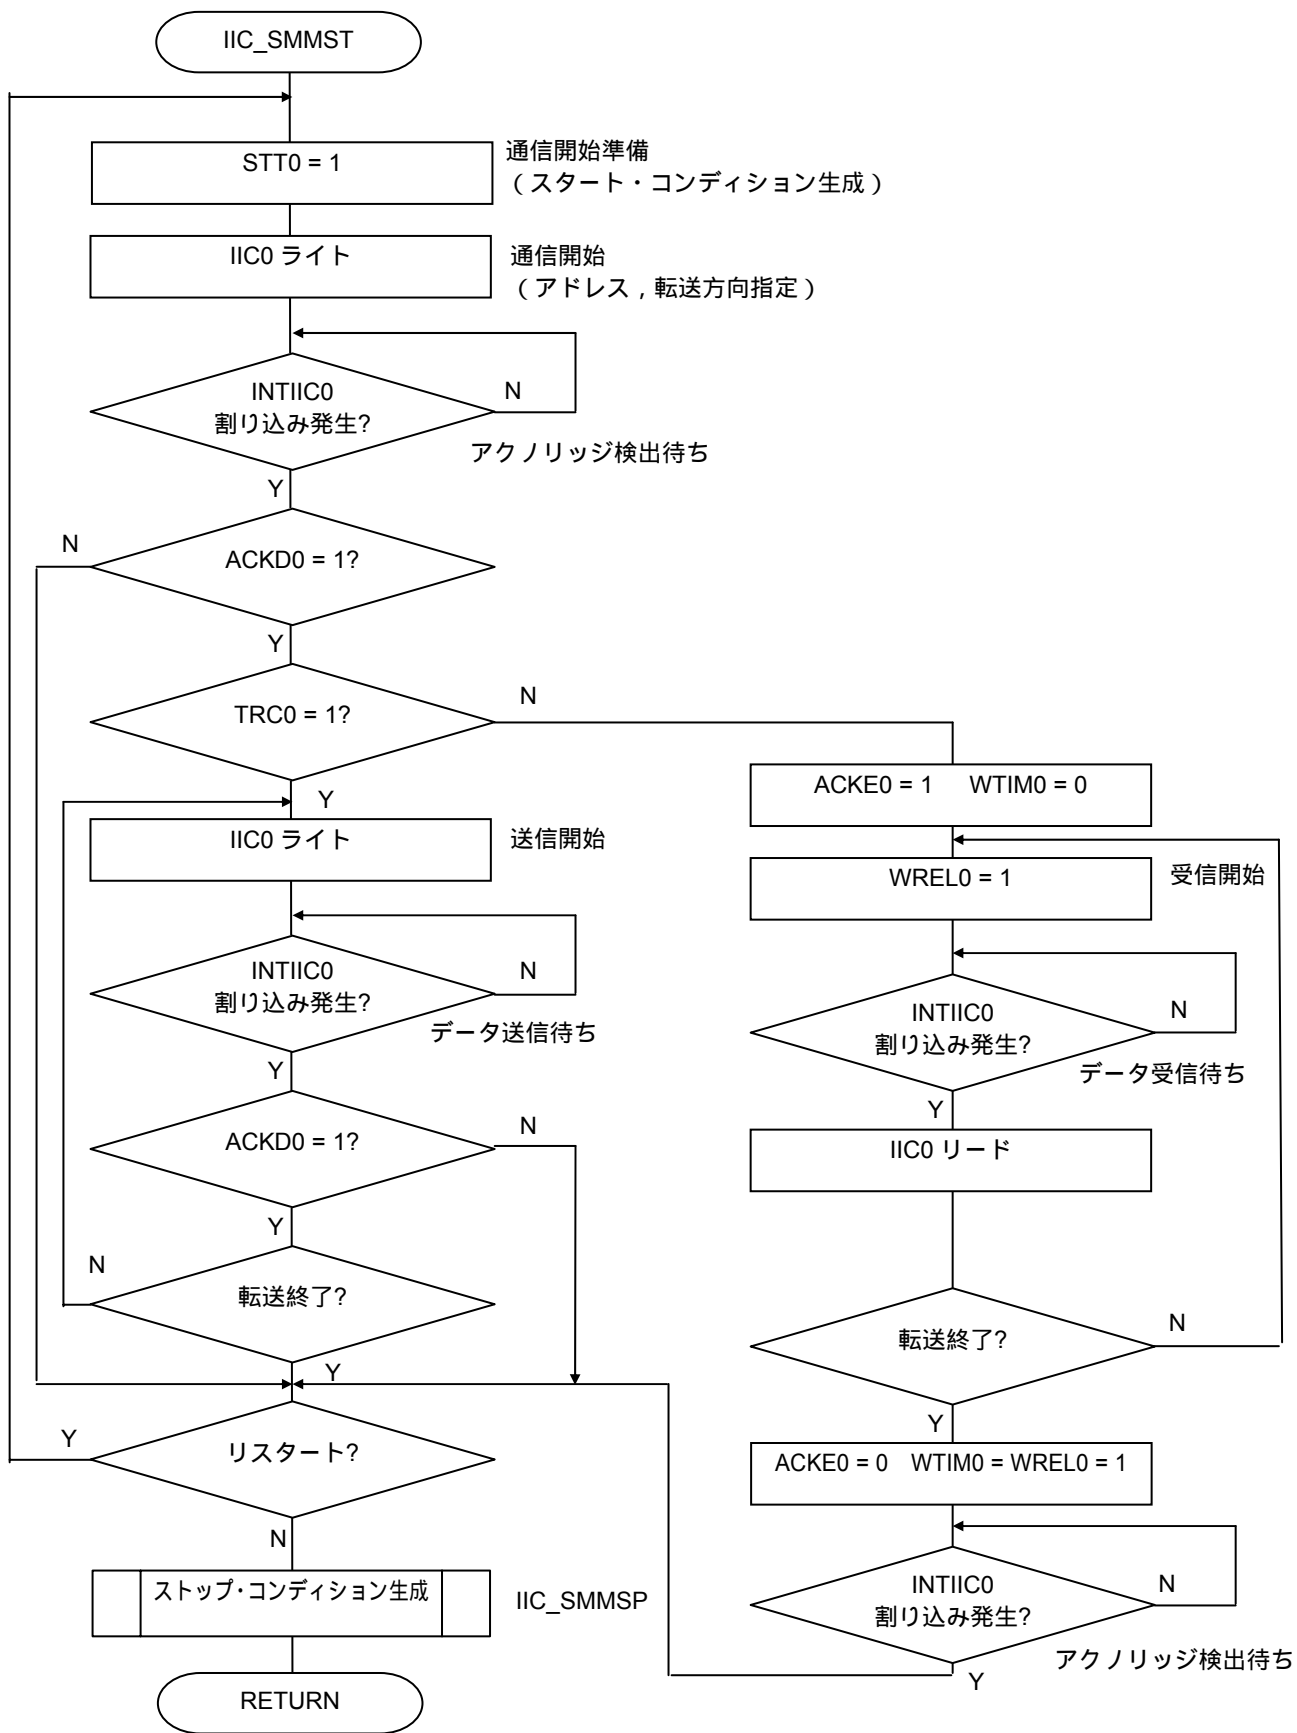 IIC_SMMST
STT0 = 1
通信開始準備
（スタート・コンディション生成）
IIC0 ライト
通信開始
（アドレス，転送方向指定）
INTIIC0
割り込み発生?
N
アクノリッジ検出待ち
Y
N
ACKD0 = 1?
Y
TRC0 = 1?
N
Y
IIC0 ライト
送信開始
INTIIC0
割り込み発生?
N
データ送信待ち
Y
ACKD0 = 1?
N
Y
N
転送終了?
Y
Y
リスタート?
N
ストップ・コンディション生成
IIC_SMMSP
RETURN
ACKE0 = 1 WTIM0 = 0
WREL0 = 1
受信開始
INTIIC0
割り込み発生?
N
データ受信待ち
Y
IIC0 リード
転送終了?
N
Y
ACKE0 = 0 WTIM0 = WREL0 = 1
INTIIC0
割り込み発生?
N
アクノリッジ検出待ち
Y